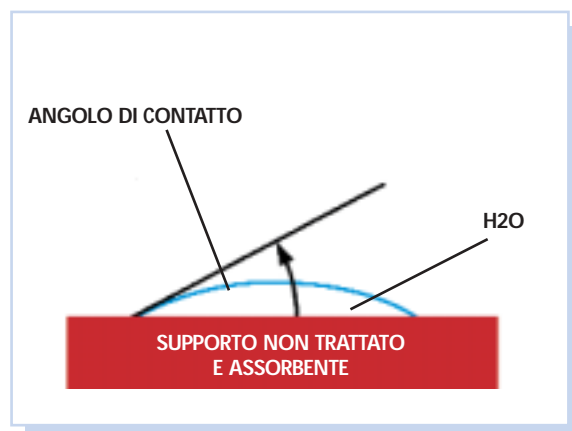 ANGOLO DI CONTATTO
H2O
SUPPORTO NON TRATTATO
E ASSORBENTE